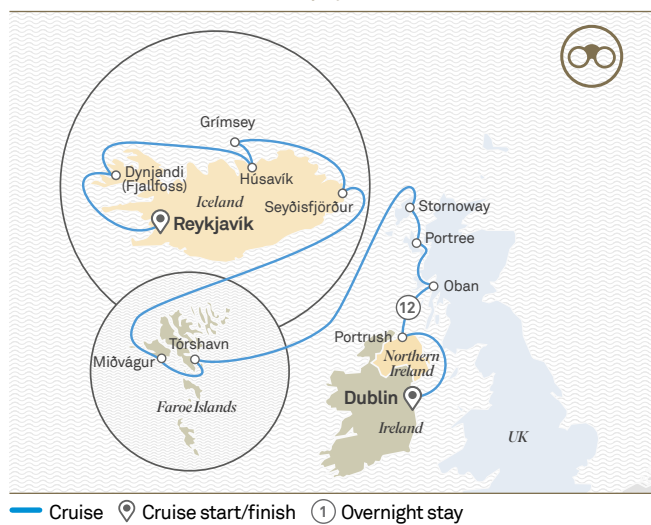 Grímsey
Dynjandi
(Fjallfoss)
Húsavík
Iceland
Seyðisfjörður
Reykjavík
Stornoway
Portree
Oban
12
Portrush
Tórshavn
Miðvágur
Northern
Ireland
Faroe Islands
Dublin
Ireland
UK
Cruise
Cruise start/finish
1
Overnight stay